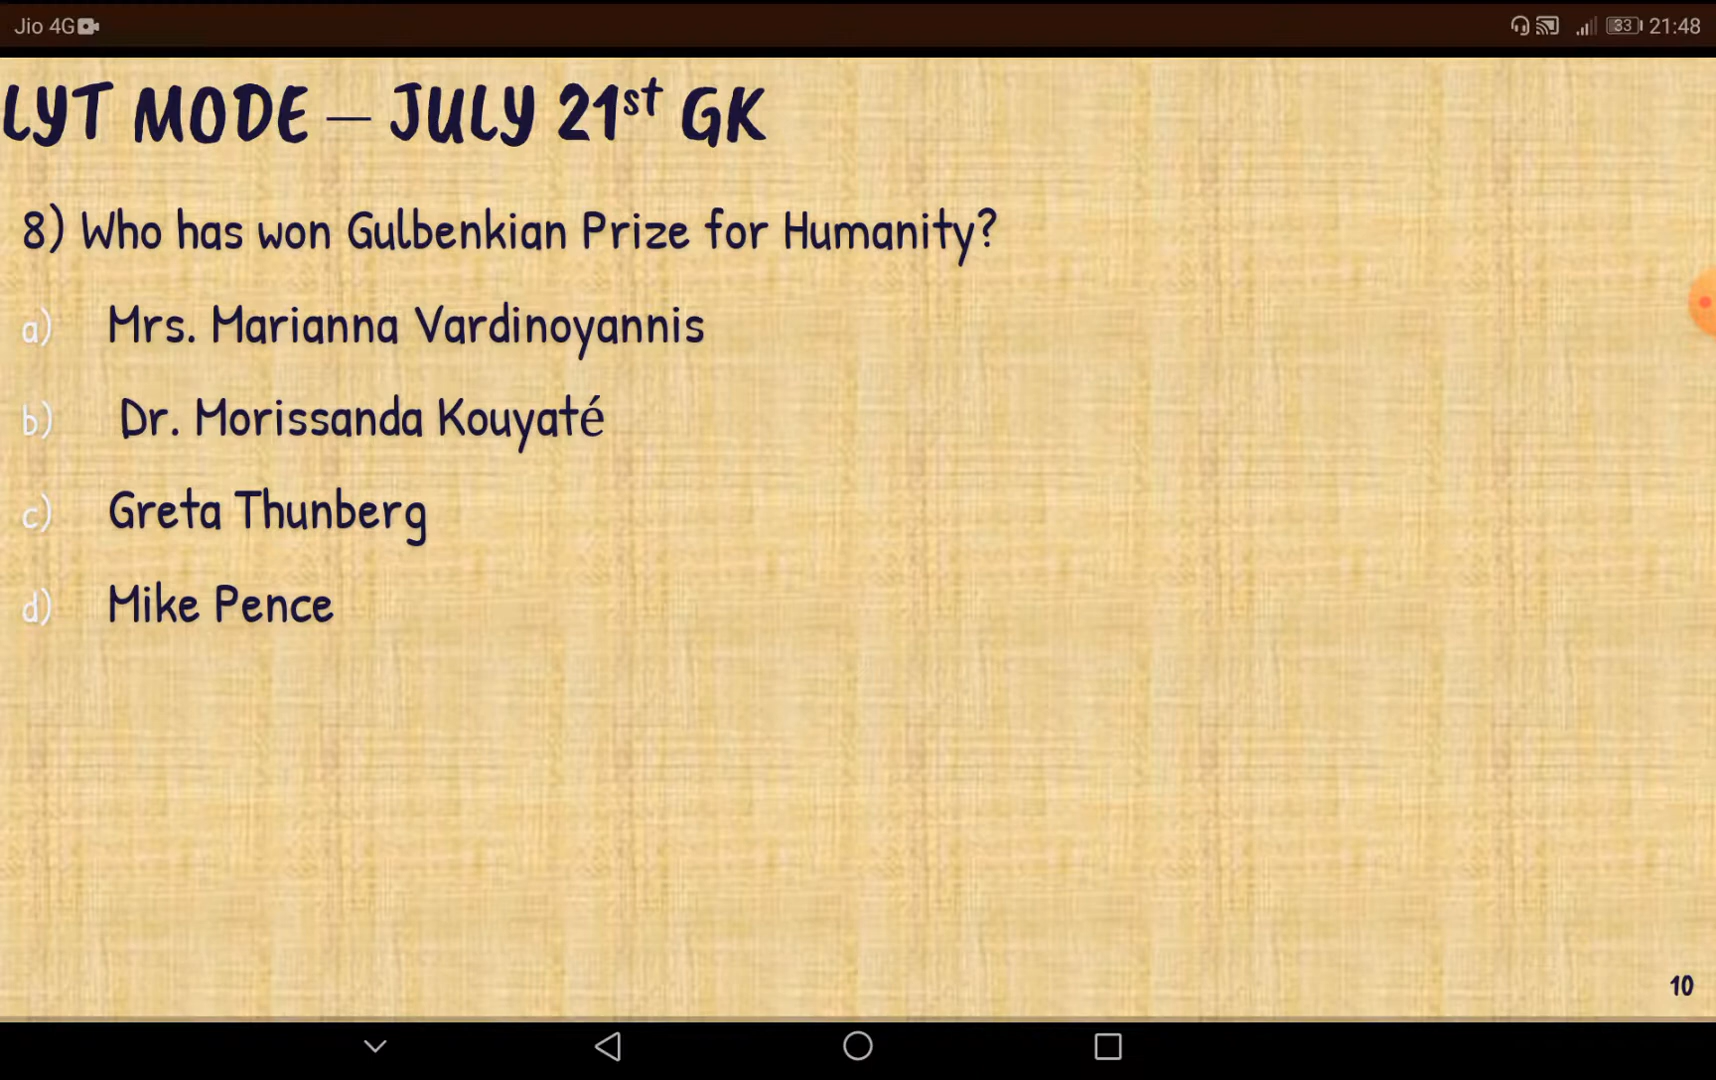 Jio 4G 33 21:48
LYT MODE – JULY 21st GK
8) Who has won Gulbenkian Prize for Humanity?
a) Mrs. Marianna Vardinoyannis
b) Dr. Morissanda Kouyaté
c) Greta Thunberg
d) Mike Pence
10